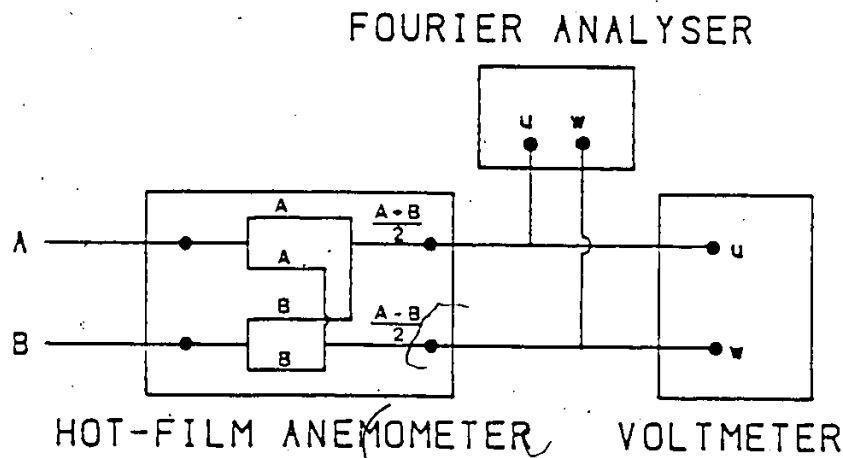 FOURIER ANALYSER
u w
A
A
A+B
2
u
A
B
B
A-B
2
w
B
HOT-FILM ANEMOMETER
VOLTMETER